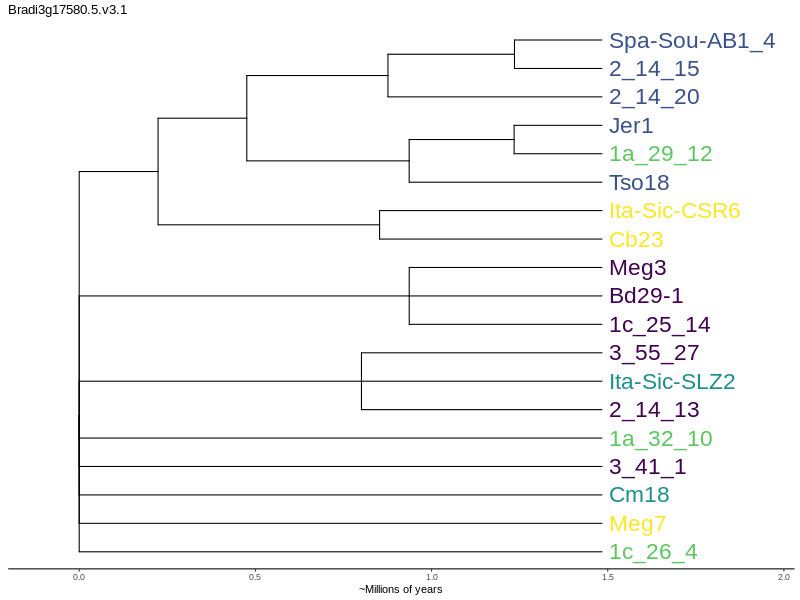 Bradi3g17580.5.v3.1
Spa-Sou-AB1_4
2_14_15
2_14_20
Jer1
1a_29_12
Tso18
Ita-Sic-CSR6
Cb23
Meg3
Bd29-1
1c_25_14
3_55_27
Ita-Sic-SLZ2
2_14_13
1a_32_10
3_41_1
Cm18
Meg7
1c_26_4
0.0 0.5 1.0 1.5 2.0
~Millions of years